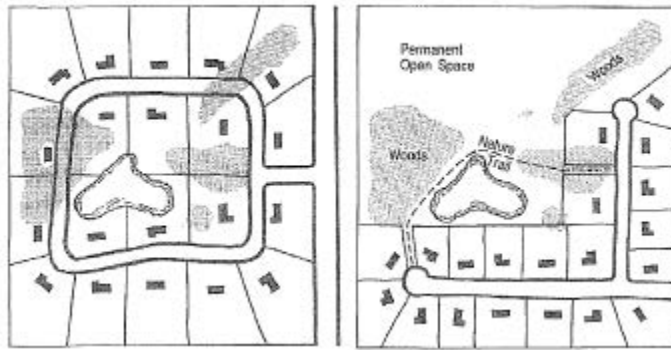 Permanent
Open Space
Woods
Woods
Nature
Trail